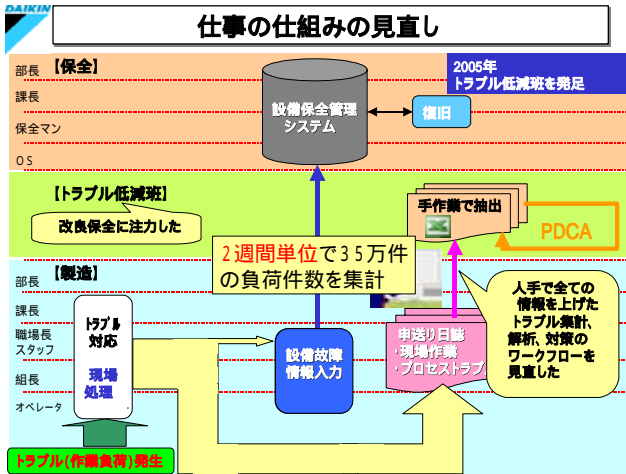 DAIKIN
仕事の仕組みの見直し
部長
【保全】
課長
保全マン
OS
設備保全管理
システム
復旧
2005年
トラブル低減班を発足
【トラブル低減班】
改良保全に注力した
手作業で抽出
PDCA
2週間単位で35万件
の負荷件数を集計
部長
【製造】
課長
職場長
スタッフ
組長
オペレータ
トラブル
対応
現場
処理
設備故障
情報入力
申送り日誌
・現場作業
・プロセストラブ
人手で全ての
情報を上げた
トラブル集計、
解析、対策の
ワークフローを
見直した
トラブル(作業負荷)発生